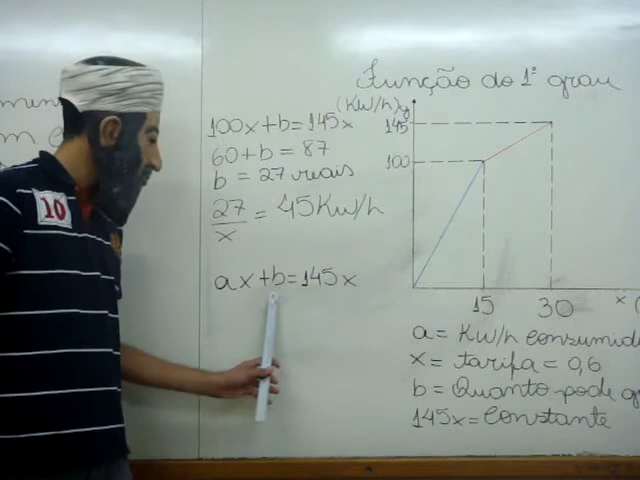 Função do 1º grau
(KW/h) y
100x+b=145x
60+b=87
b=27 reais
27/x = 45KW/h
ax+b=145x
145
100
15 30 x
a=KW/h
x=tarifa=0,6
b=Quanto pode
145x=Constante
10